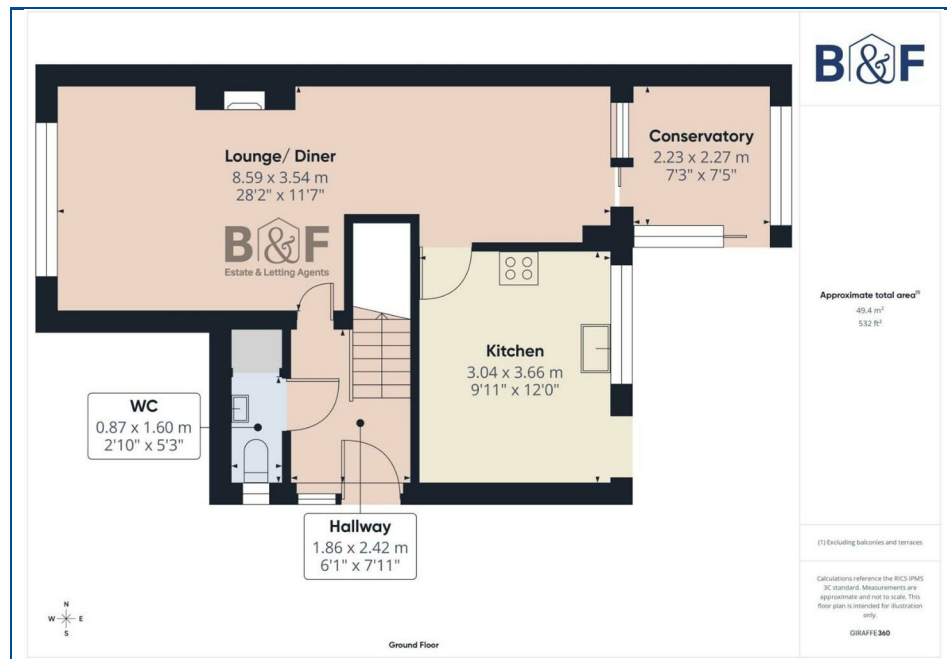 B&F
Lounge/ Diner
8.59 x 3.54 m
28'2" x 11'7"
B&F
Estate & Letting Agents
Conservatory
2.23 x 2.27 m
7'3" x 7'5"
Kitchen
3.04 x 3.66 m
9'11" x 12'0"
WC
0.87 x 1.60 m
2'10" x 5'3"
Hallway
1.86 x 2.42 m
6'1" x 7'11"
N
W E
S
Ground Floor
Approximate total area(1)
49.4 m²
532 ft²
(1) Excluding balconies and terraces
Calculations reference the RICS IPMS
3C standard. Measurements are
approximate and not to scale. This
floor plan is intended for illustration
only.
GIRAFFE360